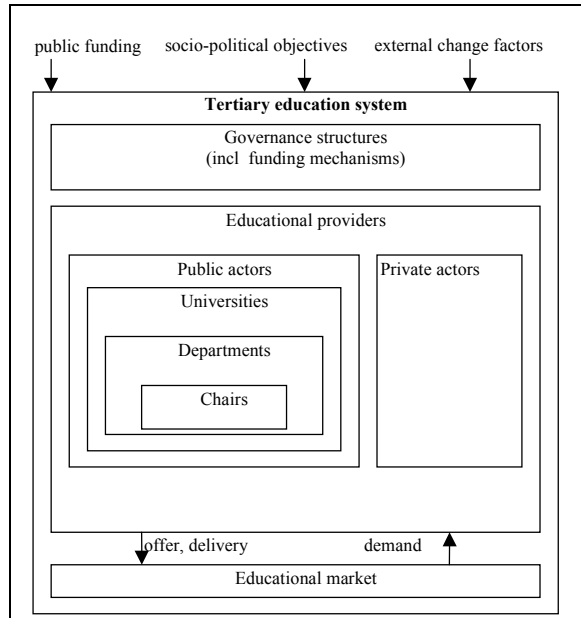 public funding socio-political objectives external change factors
Tertiary education system
Governance structures
(incl funding mechanisms)
Educational providers
Public actors Private actors
Universities
Departments
Chairs
offer, delivery demand
Educational market